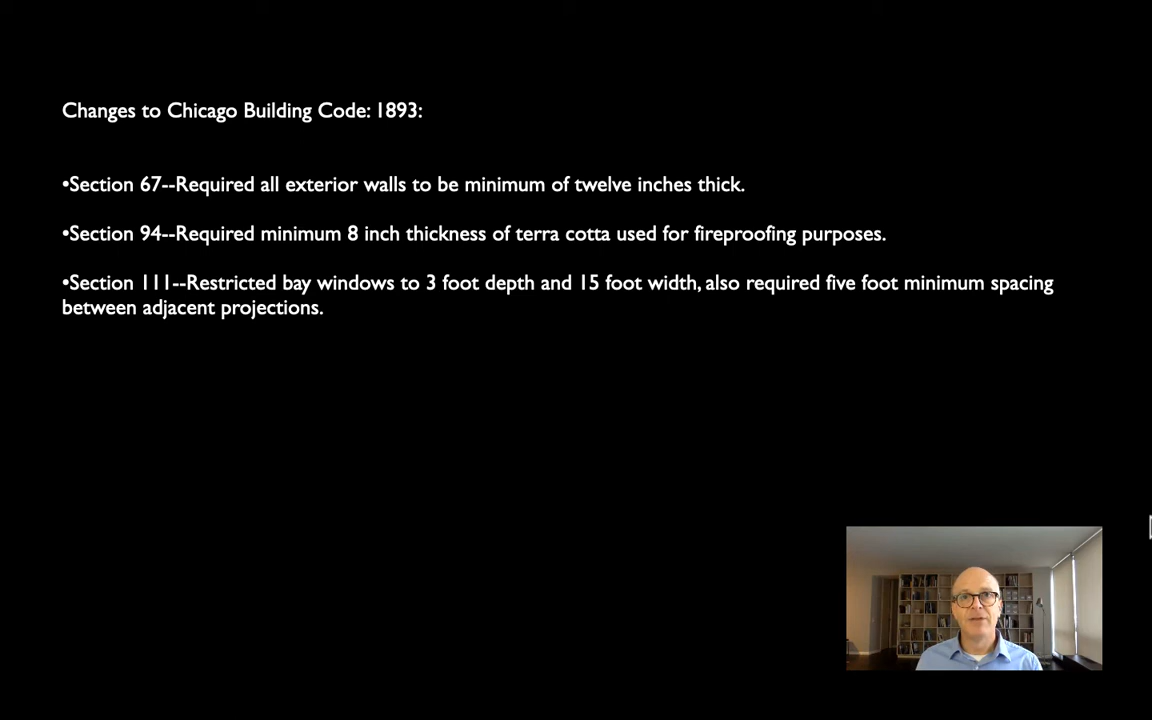 Changes to Chicago Building Code: 1893:
•Section 67--Required all exterior walls to be minimum of twelve inches thick.
•Section 94--Required minimum 8 inch thickness of terra cotta used for fireproofing purposes.
•Section 111--Restricted bay windows to 3 foot depth and 15 foot width, also required five foot minimum spacing
between adjacent projections.